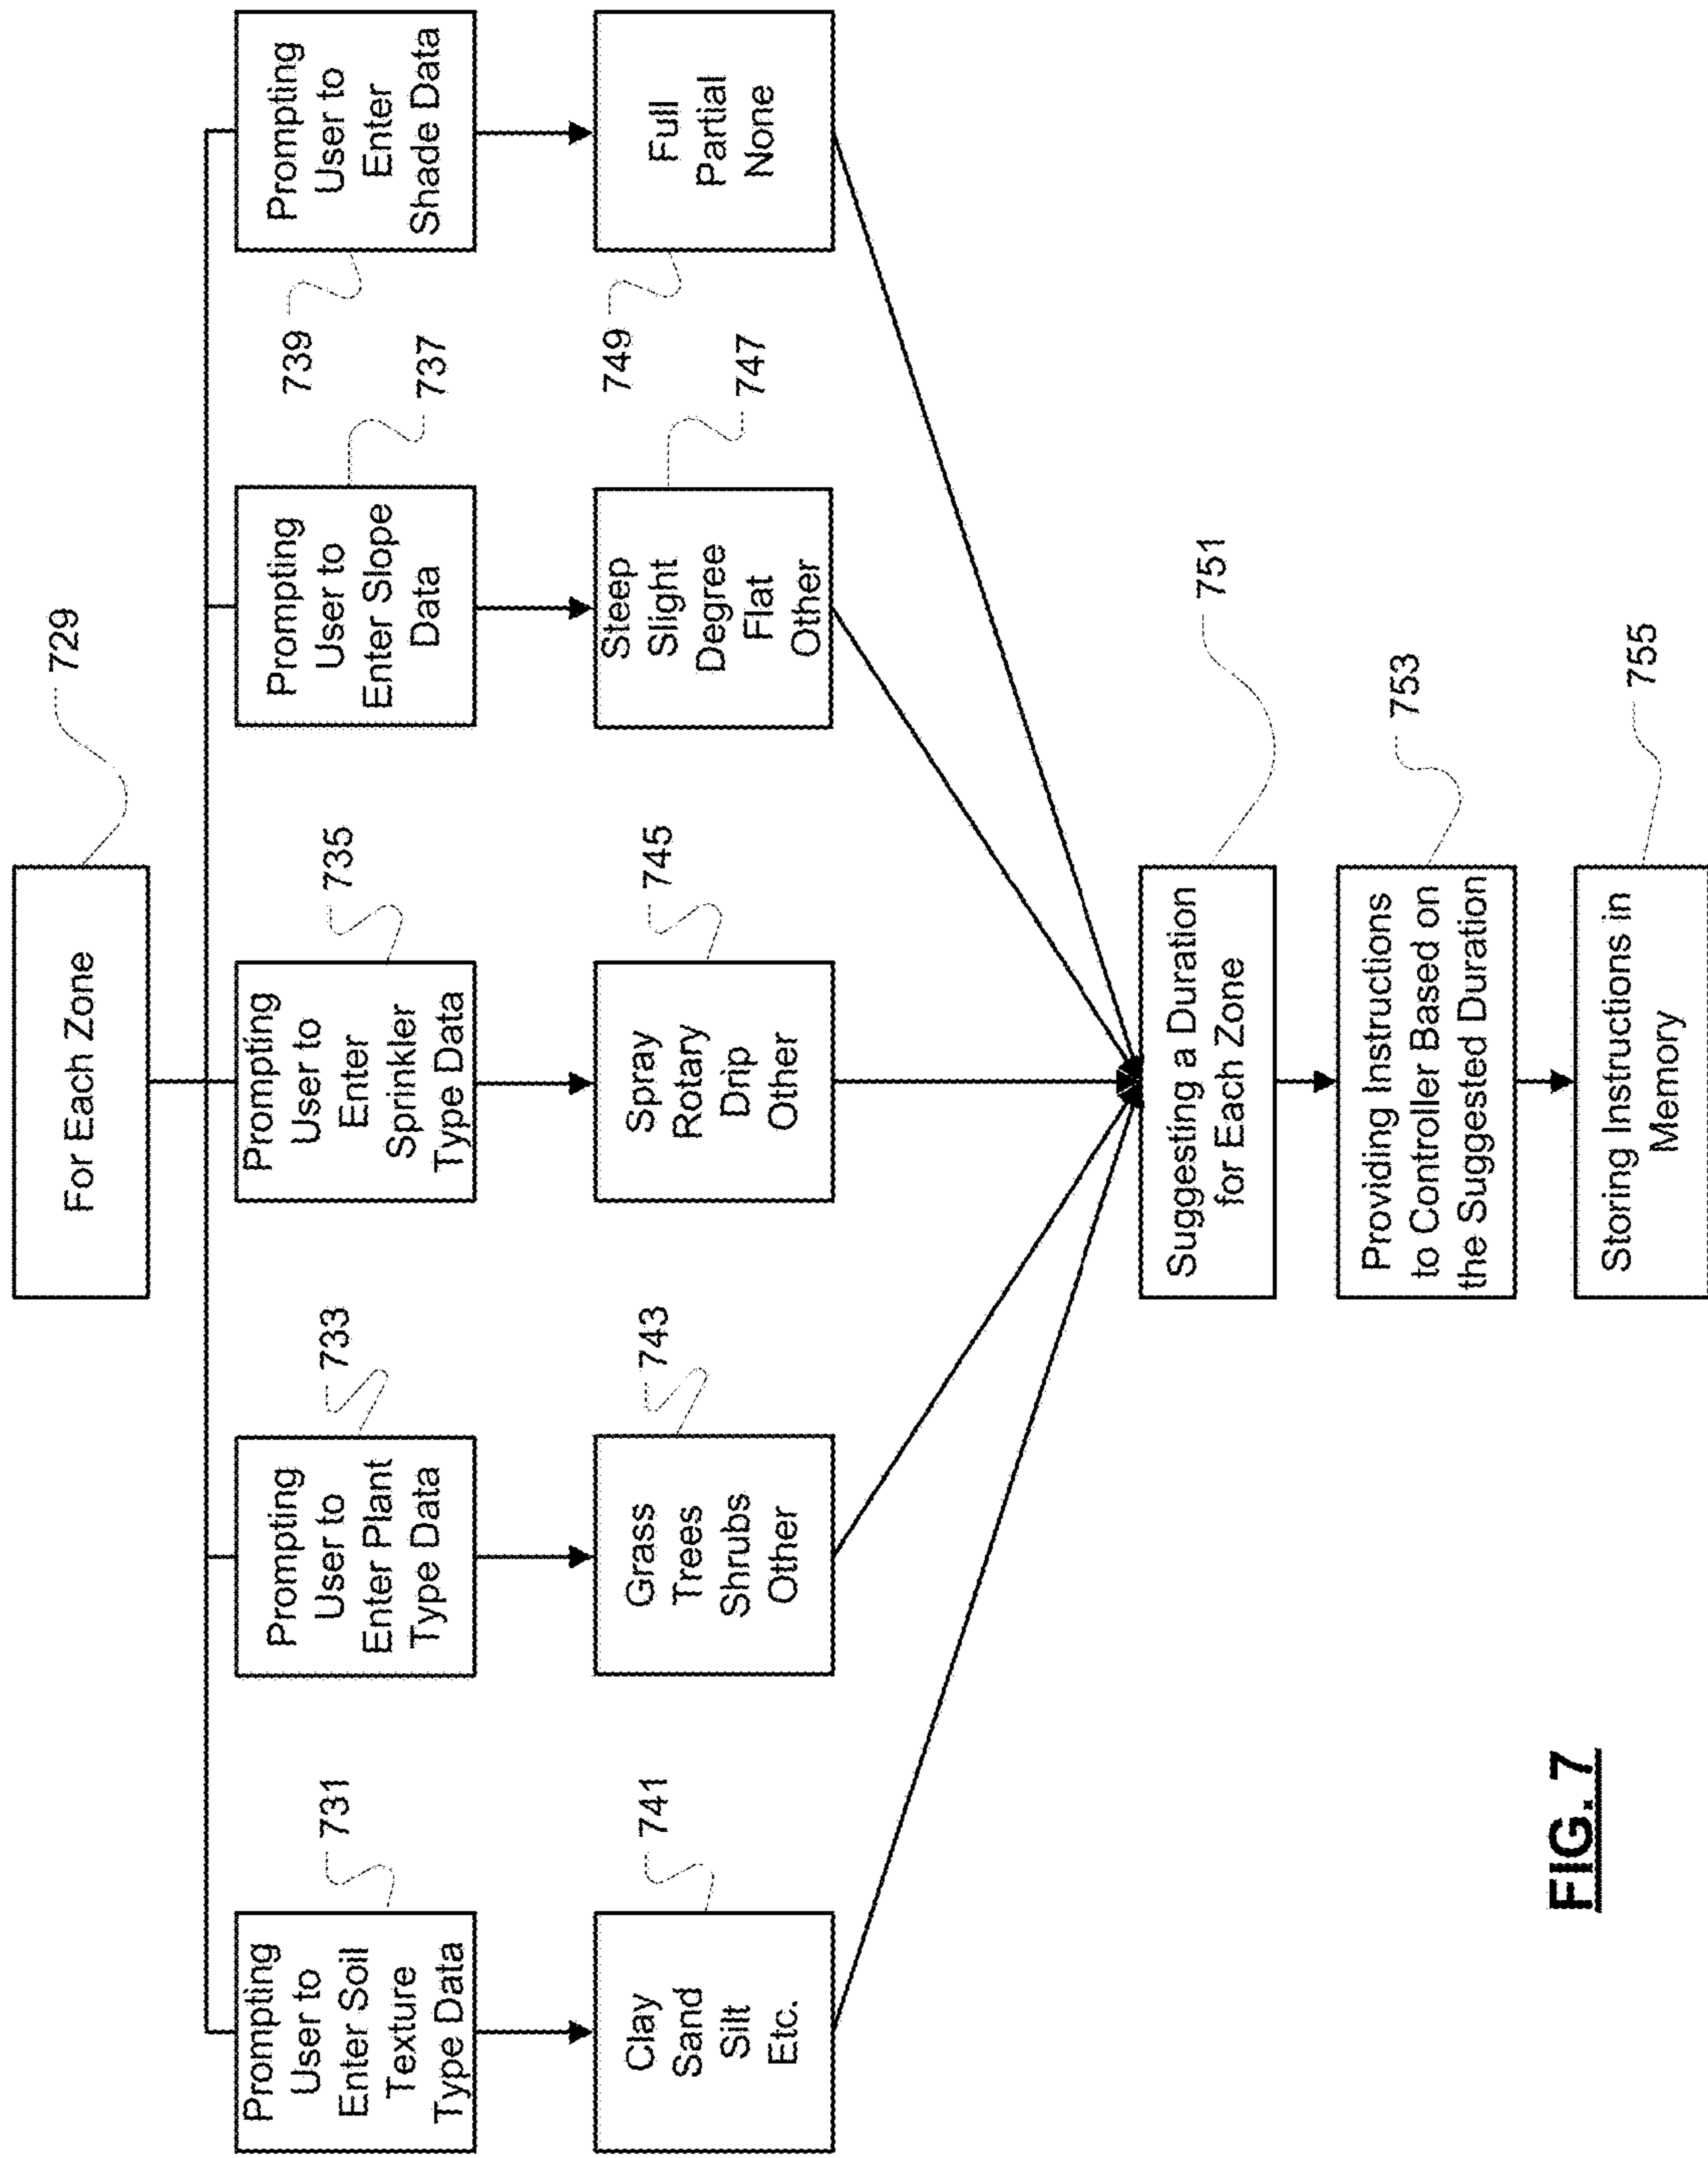 For Each Zone
729
Prompting
User to
Enter Soil
Texture
Type Data
731
Prompting
User to
Enter Plant
Type Data
733
Prompting
User to
Enter
Sprinkler
Type Data
735
Prompting
User to
Enter Slope
Data
737
Prompting
User to
Enter
Shade Data
739
Clay
Sand
Silt
Etc.
741
Grass
Trees
Shrubs
Other
743
Spray
Rotary
Drip
Other
745
Steep
Slight
Degree
Flat
Other
747
Full
Partial
None
749
Suggesting a Duration
for Each Zone
751
Providing Instructions
to Controller Based on
the Suggested Duration
753
Storing Instructions in
Memory
755
FIG. 7